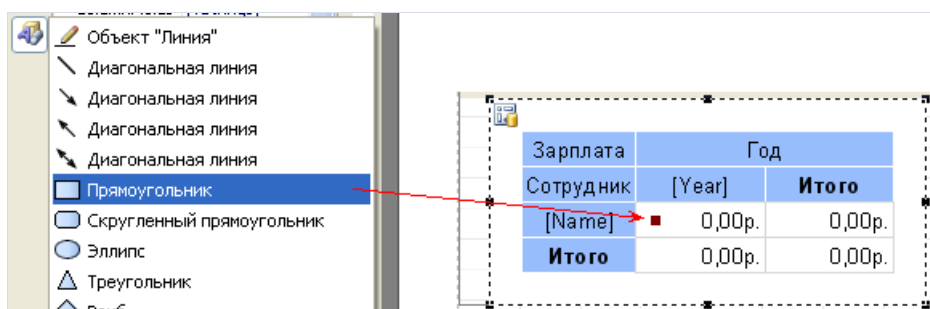 Объект "Линия"
Диагональная линия
Диагональная линия
Диагональная линия
Диагональная линия
Прямоугольник
Скругленный прямоугольник
Эллипс
Треугольник
Зарплата Год
Сотрудник [Year] Итого
[Name] 0,00р. 0,00р.
Итого 0,00р. 0,00р.